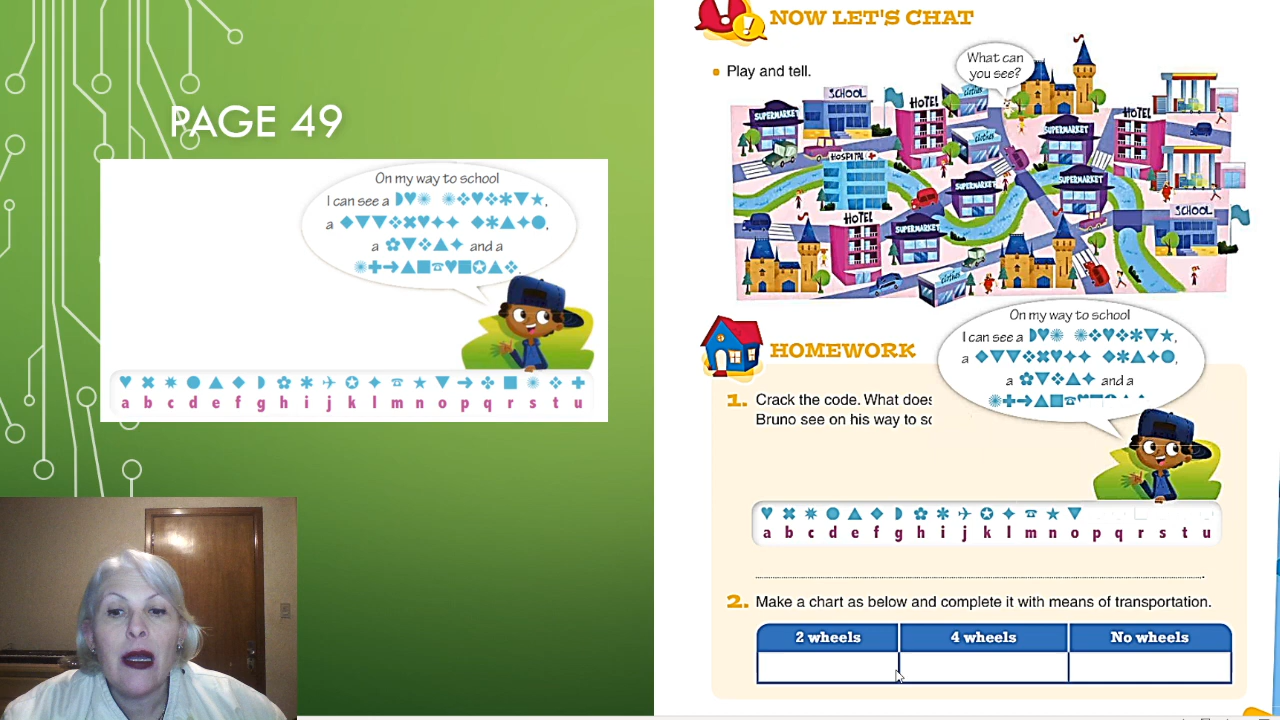 PAGE 49
On my way to school
I can see a
a
a and a
a b c d e f g h i j k l m n o p q r s t u
NOW LET'S CHAT
Play and tell.
What can
you see?
SUPERMARKET
SCHOOL
HOTEL
clothes
HOTEL
SUPERMARKET
clothes
HOSPITAL
SUPERMARKET
SUPERMARKET
HOTEL
SUPERMARKET
SCHOOL
clothes
HOMEWORK
On my way to school
I can see a
a
a and a
1. Crack the code. What does
Bruno see on his way to sc
a b c d e f g h i j k l m n o p q r s t u
2. Make a chart as below and complete it with means of transportation.
2 wheels 4 wheels No wheels